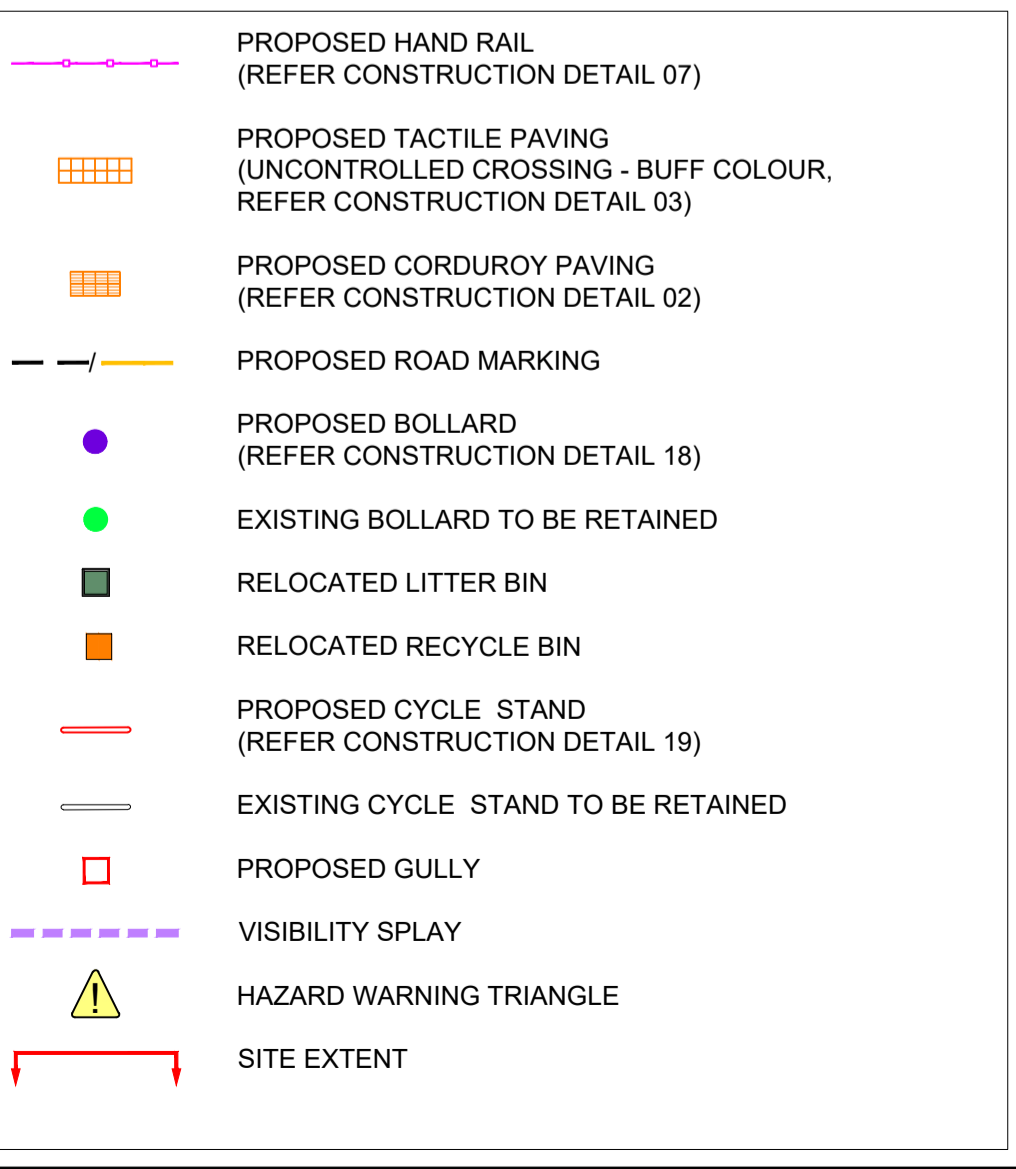 PROPOSED HAND RAIL
(REFER CONSTRUCTION DETAIL 07)
PROPOSED TACTILE PAVING
(UNCONTROLLED CROSSING - BUFF COLOUR,
REFER CONSTRUCTION DETAIL 03)
PROPOSED CORDUROY PAVING
(REFER CONSTRUCTION DETAIL 02)
/ PROPOSED ROAD MARKING
PROPOSED BOLLARD
(REFER CONSTRUCTION DETAIL 18)
EXISTING BOLLARD TO BE RETAINED
RELOCATED LITTER BIN
RELOCATED RECYCLE BIN
PROPOSED CYCLE STAND
(REFER CONSTRUCTION DETAIL 19)
EXISTING CYCLE STAND TO BE RETAINED
PROPOSED GULLY
VISIBILITY SPLAY
! HAZARD WARNING TRIANGLE
SITE EXTENT